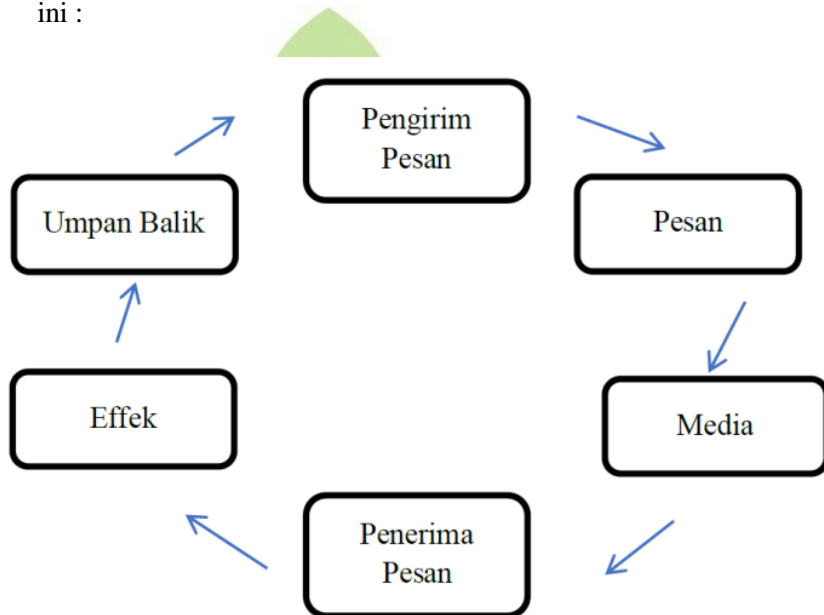 ini :
Pengirim
Pesan
Umpan Balik
Pesan
Effek
Media
Penerima
Pesan